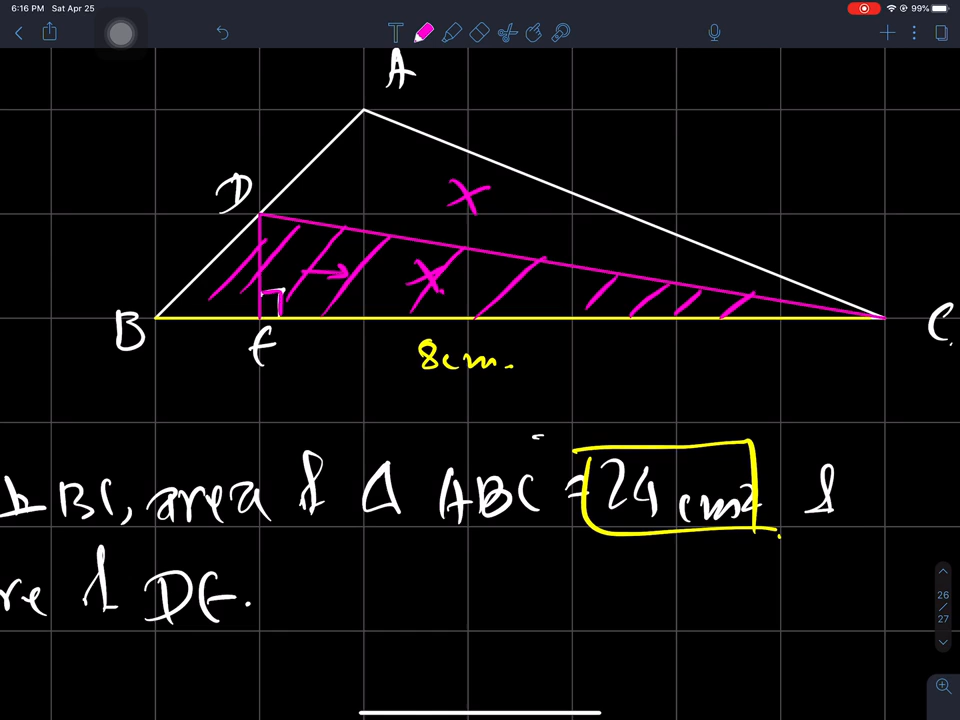 6:16 PM Sat Apr 25
99%
T
A
D
X
X
B
E
C.
8cm.
⊥ BC, area of Δ ABC = 24 cm2 &
re of DE.
26
/
27